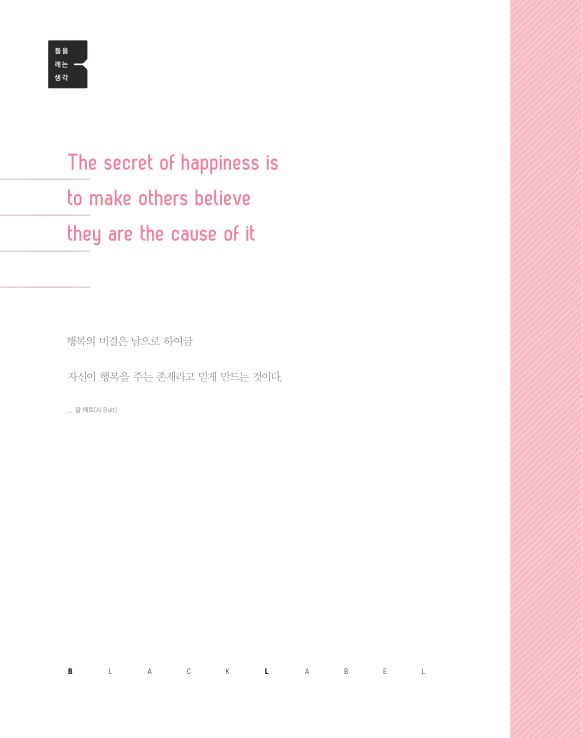 틀을
깨는
생각
The secret of happiness is
to make others believe
they are the cause of it
행복의 비결은 남으로 하여금
자신이 행복을 주는 존재라고 믿게 만드는 것이다.
... 알 배트(Al Batt)
BLACKLABEL